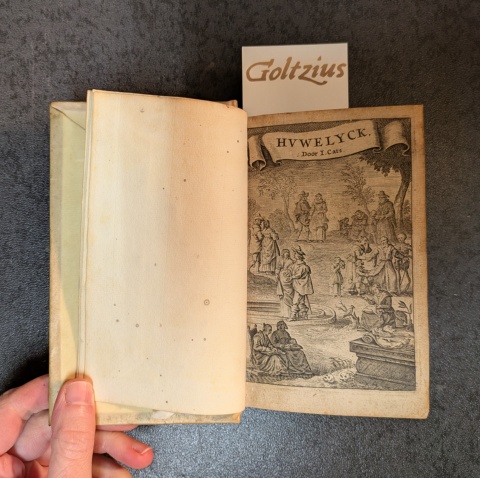 Goltzius
HVWELYCK.
Door I. Cats.